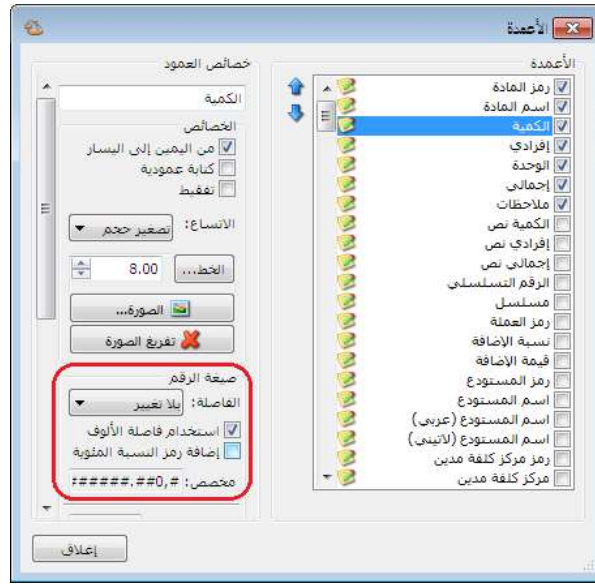 الأعمدة
الأعمدة
رمز المادة
اسم المادة
الكمية
إفرادي
الوحدة
إجمالي
ملاحظات
الكمية نص
إفرادي نص
إجمالي نص
الرقم التسلسلي
مسلسل
رمز العملة
نسبة الإضافة
قيمة الإضافة
رمز المستودع
اسم المستودع
اسم المستودع (عربي)
اسم المستودع (لاتيني)
رمز مركز كلفة مدين
مركز كلفة مدين
خصائص العمود
الكمية
الخصائص
من اليمين إلى اليسار
كتابة عمودية
تفقيط
الاتساع: تصغير حجم
الخط... 8.00
الصورة...
تفريغ الصورة
صيغة الرقم
الفاصلة: بلا تغيير
استخدام فاصلة الألوف
إضافة رمز النسبة المئوية
مخصص: #,##0.######
إغلاق